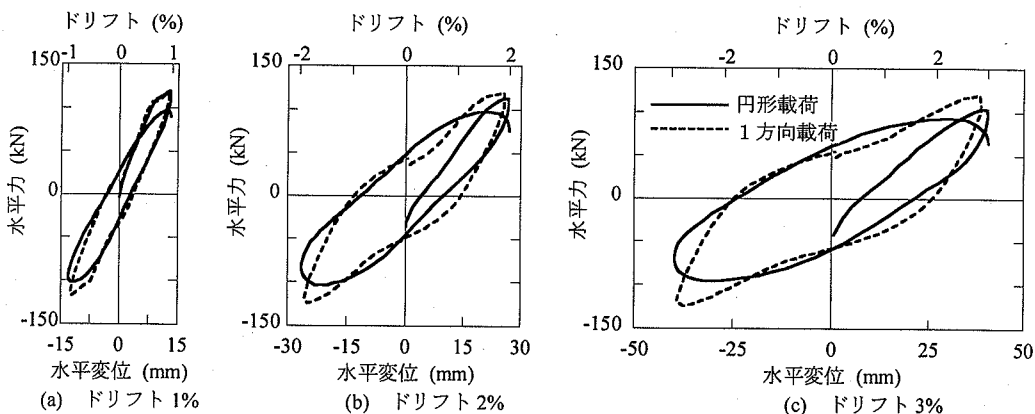 ドリフト (%)
-1 0 1
150
0
-150
水平力 (kN)
-15 0 15
水平変位 (mm)
(a) ドリフト1%
ドリフト (%)
-2 0 2
150
0
-150
水平力 (kN)
-30 -15 0 15 30
水平変位 (mm)
(b) ドリフト2%
ドリフト (%)
-2 0 2
150
0
-150
水平力 (kN)
円形載荷
1方向載荷
-50 -25 0 25 50
水平変位 (mm)
(c) ドリフト3%